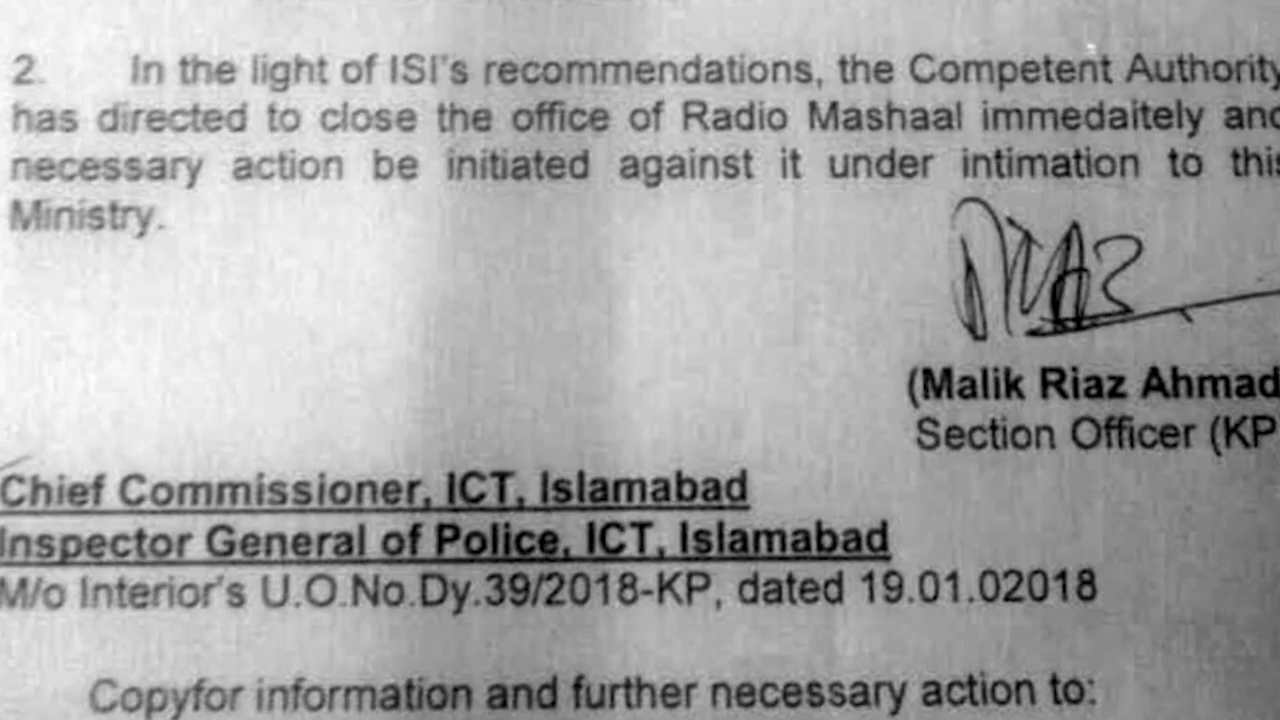 2. In the light of ISI's recommendations, the Competent Authority
has directed to close the office of Radio Mashaal immedaitely and
necessary action be initiated against it under intimation to this
Ministry.
(Malik Riaz Ahmad
Section Officer (KP
Chief Commissioner, ICT, Islamabad
Inspector General of Police, ICT, Islamabad
M/o Interior's U.O.No.Dy.39/2018-KP, dated 19.01.02018
Copyfor information and further necessary action to: